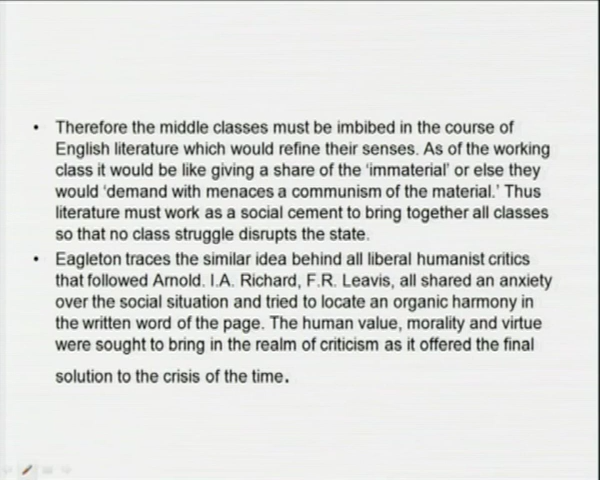 • Therefore the middle classes must be imbibed in the course of
English literature which would refine their senses. As of the working
class it would be like giving a share of the 'immaterial' or else they
would 'demand with menaces a communism of the material.' Thus
literature must work as a social cement to bring together all classes
so that no class struggle disrupts the state.
• Eagleton traces the similar idea behind all liberal humanist critics
that followed Arnold. I.A. Richard, F.R. Leavis, all shared an anxiety
over the social situation and tried to locate an organic harmony in
the written word of the page. The human value, morality and virtue
were sought to bring in the realm of criticism as it offered the final
solution to the crisis of the time.